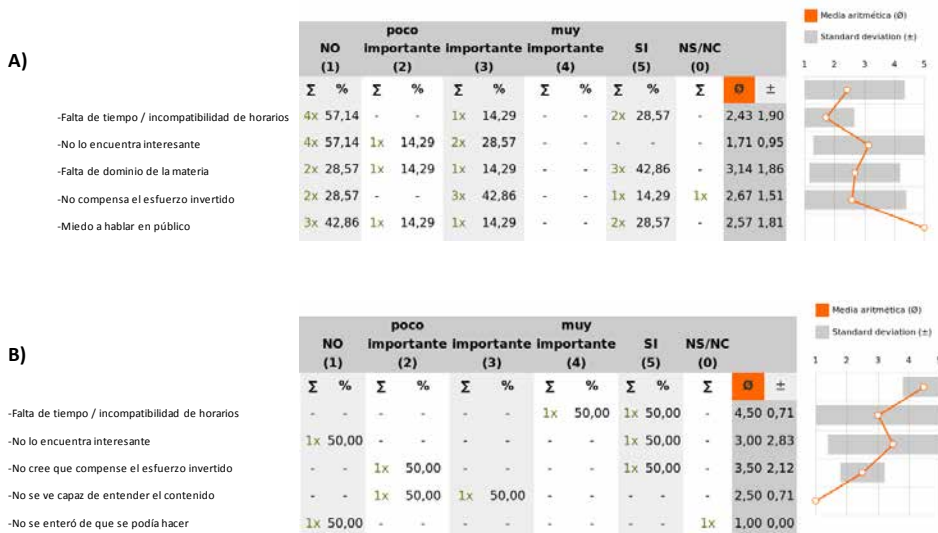 Media aritmética (Ø)
Standard deviation (±)
A)
poco muy
NO importante importante importante SI NS/NC
(1) (2) (3) (4) (5) (0)
1 2 3 4 5
Σ % Σ % Σ % Σ % Σ % Σ Ø ±
-Falta de tiempo / incompatibilidad de horarios 4x 57,14 - - 1x 14,29 - - 2x 28,57 - 2,43 1,90
-No lo encuentra interesante 4x 57,14 1x 14,29 2x 28,57 - - - - - 1,71 0,95
-Falta de dominio de la materia 2x 28,57 1x 14,29 1x 14,29 - - 3x 42,86 - 3,14 1,86
-No compensa el esfuerzo invertido 2x 28,57 - - 3x 42,86 - - 1x 14,29 1x 2,67 1,51
-Miedo a hablar en público 3x 42,86 1x 14,29 1x 14,29 - - 2x 28,57 - 2,57 1,81
Media aritmética (Ø)
Standard deviation (±)
B)
poco muy
NO importante importante importante SI NS/NC
(1) (2) (3) (4) (5) (0)
1 2 3 4 5
Σ % Σ % Σ % Σ % Σ % Σ Ø ±
-Falta de tiempo / incompatibilidad de horarios - - - - - - 1x 50,00 1x 50,00 - 4,50 0,71
-No lo encuentra interesante 1x 50,00 - - - - - - 1x 50,00 - 3,00 2,83
-No cree que compense el esfuerzo invertido - - 1x 50,00 - - - - 1x 50,00 - 3,50 2,12
-No se ve capaz de entender el contenido - - 1x 50,00 1x 50,00 - - - - - 2,50 0,71
-No se enteró de que se podía hacer 1x 50,00 - - - - - - - - 1x 1,00 0,00